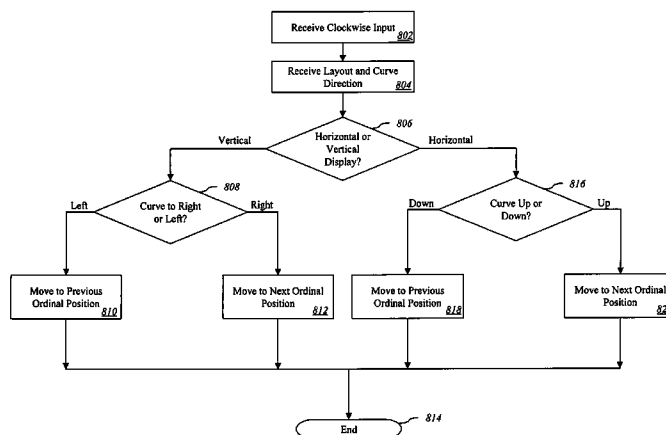 Receive Clockwise Input
802
Receive Layout and Curve
Direction
804
806
Horizontal or
Vertical
Display?
Vertical
Horizontal
808
Curve to Right
or Left?
Left
Right
816
Curve Up or
Down?
Down
Up
Move to Previous
Ordinal Position
810
Move to Next Ordinal
Position
812
Move to Previous
Ordinal Position
818
Move to Next Ordinal
Position
82
End
814